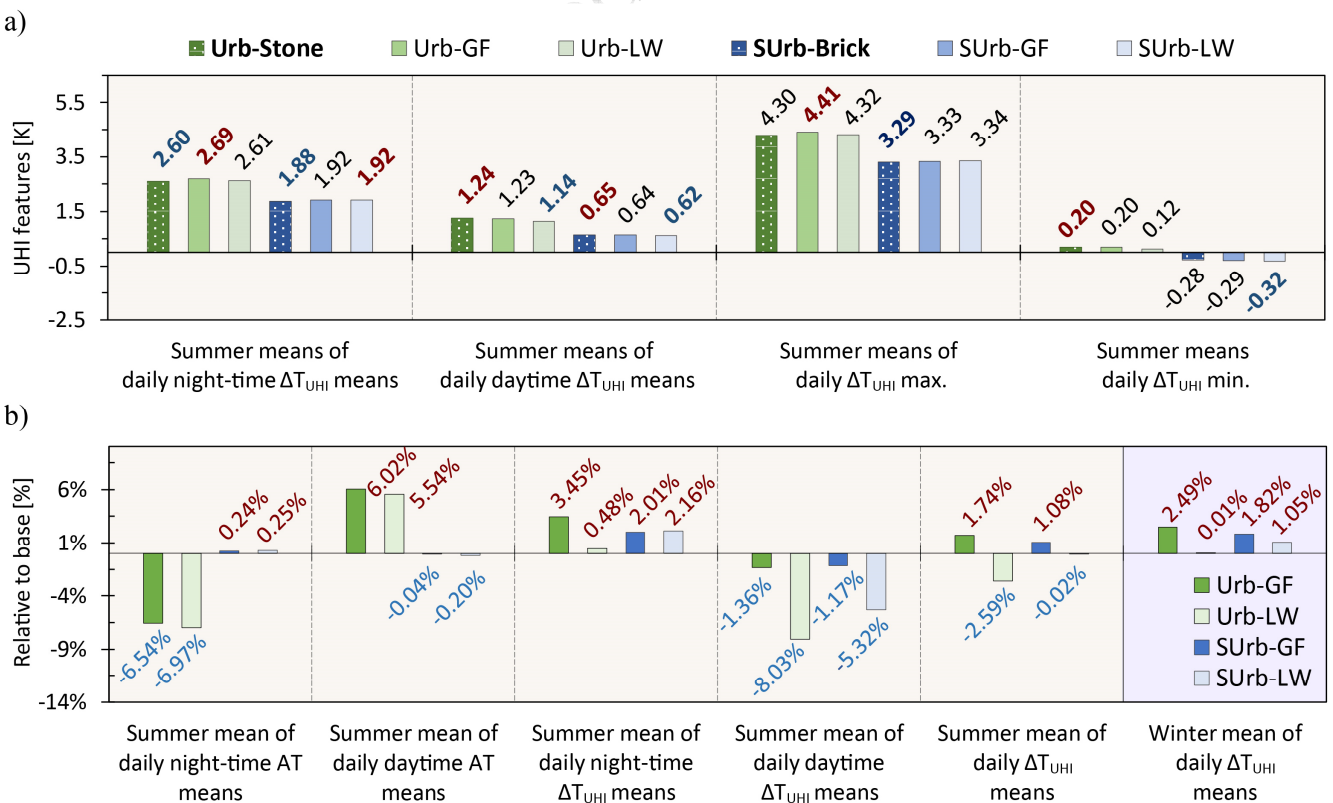 a)
Urb-Stone Urb-GF Urb-LW SUrb-Brick SUrb-GF SUrb-LW
UHI features [K]
5.5
3.5
1.5
-0.5
-2.5
2.60 2.69 2.61 1.88 1.92 1.92
1.24 1.23 1.14 0.65 0.64 0.62
4.30 4.41 4.32 3.29 3.33 3.34
0.20 0.20 0.12 -0.28 -0.29 -0.32
Summer means of
daily night-time ΔTUHI means
Summer means of
daily daytime ΔTUHI means
Summer means of
daily ΔTUHI max.
Summer means
daily ΔTUHI min.
b)
Relative to base [%]
6%
1%
-4%
-9%
-14%
-6.54% -6.97% 0.24% 0.25%
6.02% 5.54% -0.04% -0.20%
3.45% 0.48% 2.01% 2.16%
-1.36% -8.03% -1.17% -5.32%
1.74% -2.59% 1.08% -0.02%
2.49% 0.01% 1.82% 1.05%
Urb-GF
Urb-LW
SUrb-GF
SUrb-LW
Summer mean of
daily night-time AT
means
Summer mean of
daily daytime AT
means
Summer mean of
daily night-time
ΔTUHI means
Summer mean of
daily daytime
ΔTUHI means
Summer mean of
daily ΔTUHI
means
Winter mean of
daily ΔTUHI
means